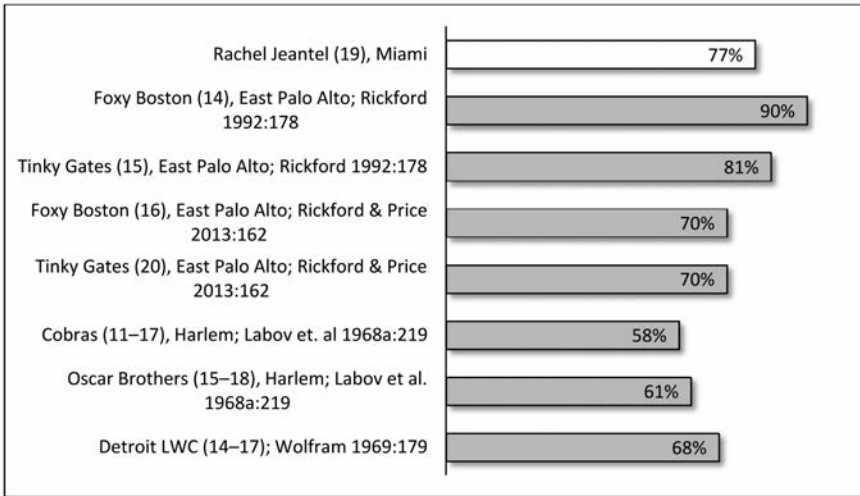 Rachel Jeantel (19), Miami
77%
Foxy Boston (14), East Palo Alto; Rickford
1992:178
90%
Tinky Gates (15), East Palo Alto; Rickford 1992:178
81%
Foxy Boston (16), East Palo Alto; Rickford & Price
2013:162
70%
Tinky Gates (20), East Palo Alto; Rickford & Price
2013:162
70%
Cobras (11–17), Harlem; Labov et. al 1968a:219
58%
Oscar Brothers (15–18), Harlem; Labov et al.
1968a:219
61%
Detroit LWC (14–17); Wolfram 1969:179
68%